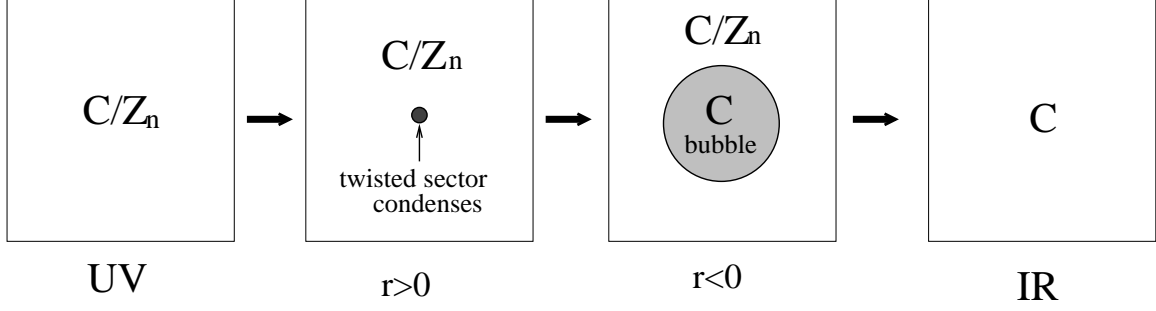 C/Zn
C/Zn
twisted sector
condenses
C/Zn
C
bubble
C
UV
r>0
r<0
IR